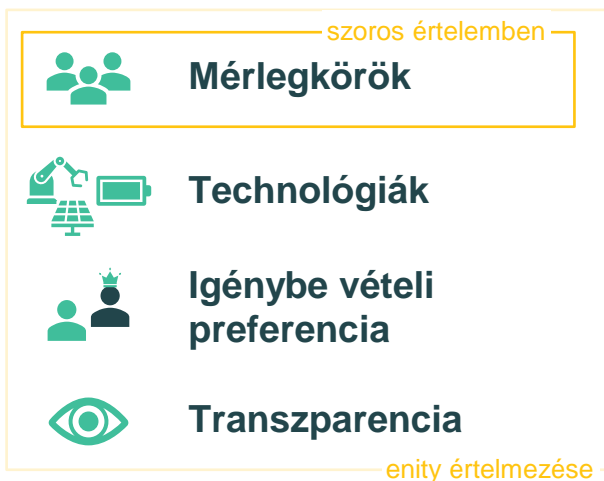 szoros értelemben
Mérlegkörök
Technológiák
Igénybe vételi
preferencia
Transzparencia
enity értelmezése